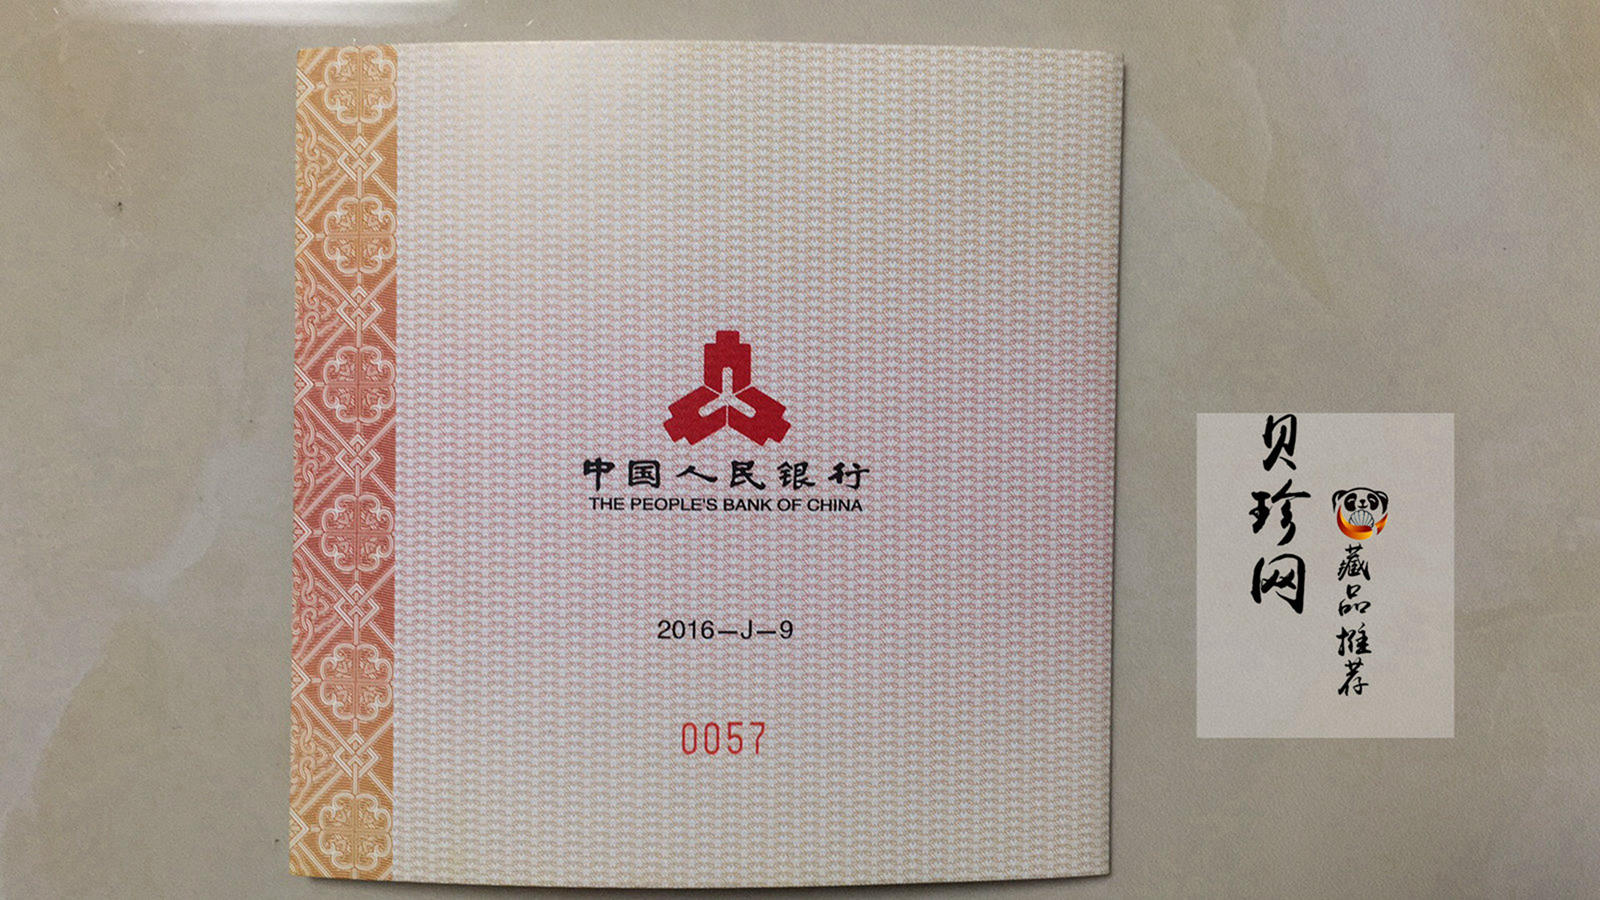 中国人民银行
THE PEOPLE'S BANK OF CHINA
2016—J—9
0057
贝珍网
藏品推荐